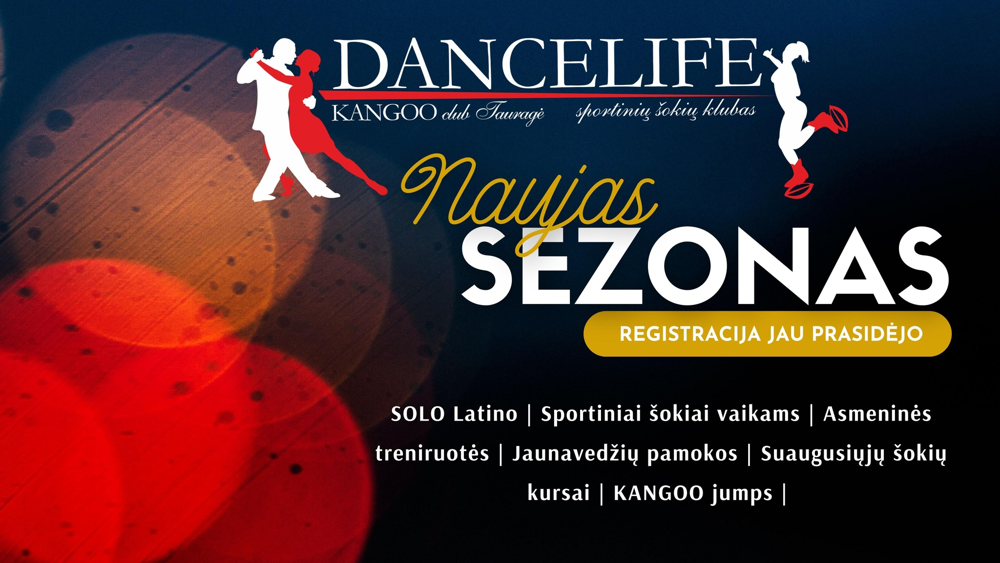 DANCELIFE
KANGOO club Tauragė sportinių šokių klubas
Naujas
SEZONAS
REGISTRACIJA JAU PRASIDĖJO
SOLO Latino | Sportiniai šokiai vaikams | Asmeninės
treniruotės | Jaunavedžių pamokos | Suaugusiųjų šokių
kursai | KANGOO jumps |